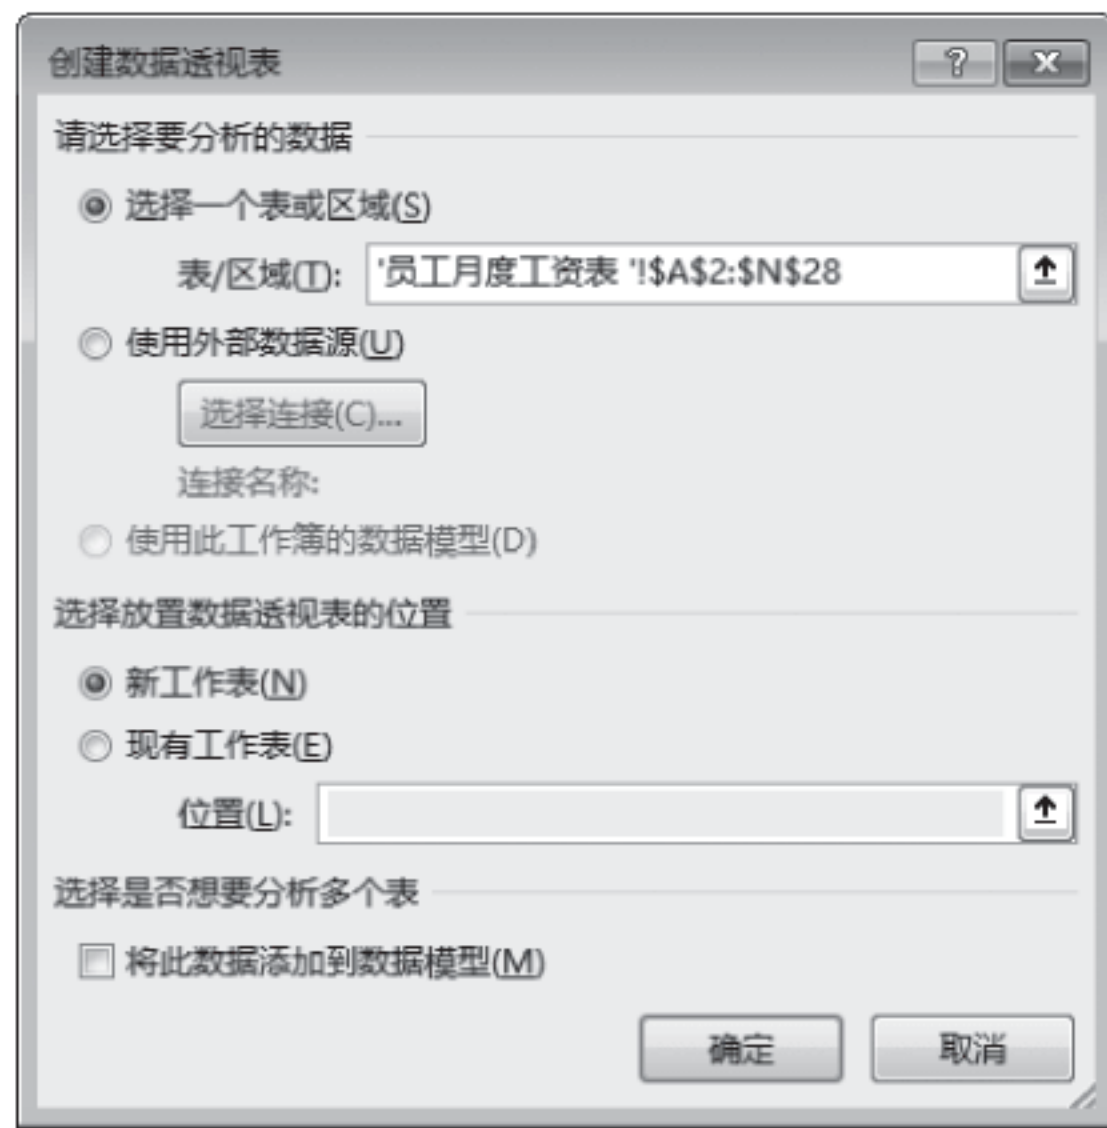 创建数据透视表
请选择要分析的数据
选择一个表或区域(S)
表/区域(T): '员工月度工资表 '!$A$2:$N$28
使用外部数据源(U)
选择连接(C)...
连接名称:
使用此工作簿的数据模型(D)
选择放置数据透视表的位置
新工作表(N)
现有工作表(E)
位置(L):
选择是否想要分析多个表
将此数据添加到数据模型(M)
确定 取消